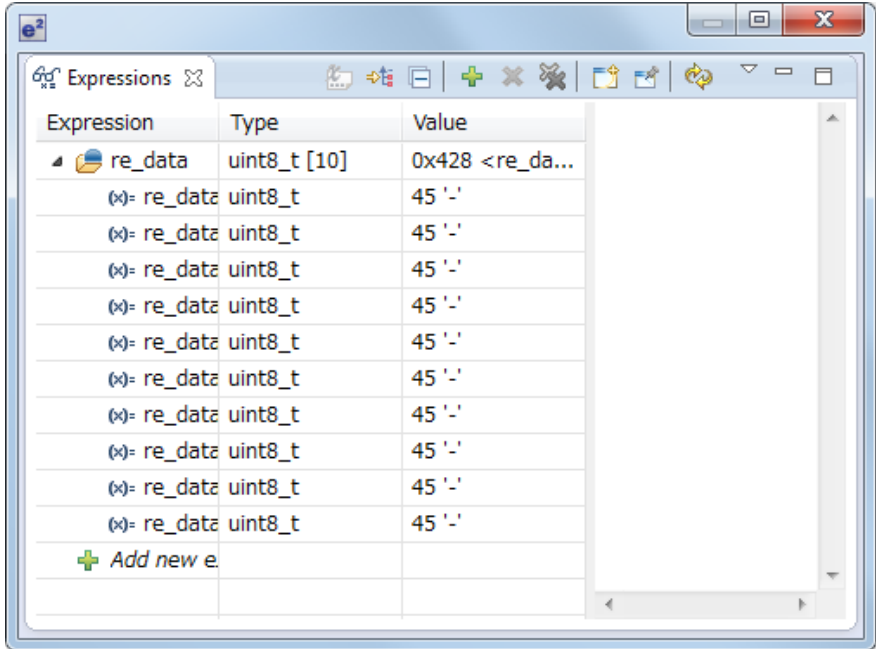 e²
Expressions
Expression Type Value
re_data uint8_t [10] 0x428 <re_da...
(x)= re_data uint8_t 45 '-'
(x)= re_data uint8_t 45 '-'
(x)= re_data uint8_t 45 '-'
(x)= re_data uint8_t 45 '-'
(x)= re_data uint8_t 45 '-'
(x)= re_data uint8_t 45 '-'
(x)= re_data uint8_t 45 '-'
(x)= re_data uint8_t 45 '-'
(x)= re_data uint8_t 45 '-'
(x)= re_data uint8_t 45 '-'
Add new e